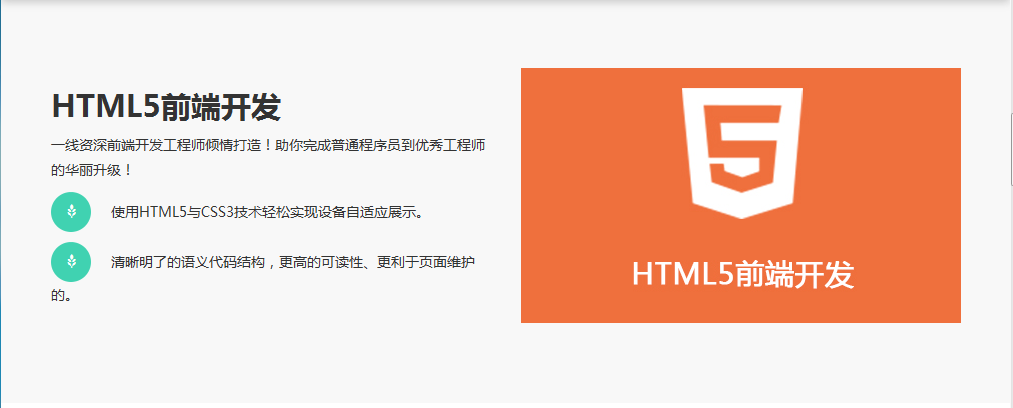 HTML5前端开发
一线资深前端开发工程师倾情打造！助你完成普通程序员到优秀工程师
的华丽升级！
使用HTML5与CSS3技术轻松实现设备自适应展示。
清晰明了的语义代码结构，更高的可读性、更利于页面维护
的。
5
HTML5前端开发